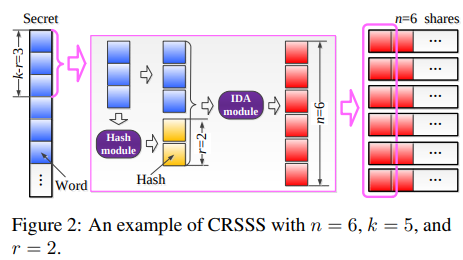 Secret
n=6 shares
k-r=3
IDA
module
n=6
r=2
Hash
module
Word
Hash
...
...
...
...
...
...
...
Figure 2: An example of CRSSS with n = 6, k = 5, and
r = 2.